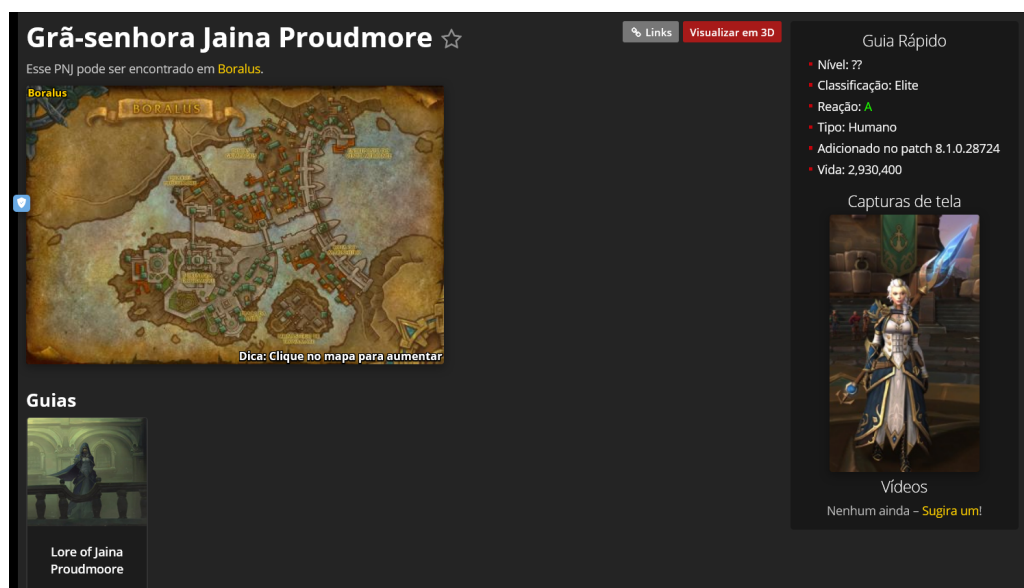 Grã-senhora Jaina Proudmore
Links
Visualizar em 3D
Esse PNJ pode ser encontrado em Boralus.
Boralus
BORALUS
Dica: Clique no mapa para aumentar
Guias
Lore of Jaina
Proudmoore
Guia Rápido
Nível: ??
Classificação: Elite
Reação: A
Tipo: Humano
Adicionado no patch 8.1.0.28724
Vida: 2,930,400
Capturas de tela
Vídeos
Nenhum ainda – Sugira um!